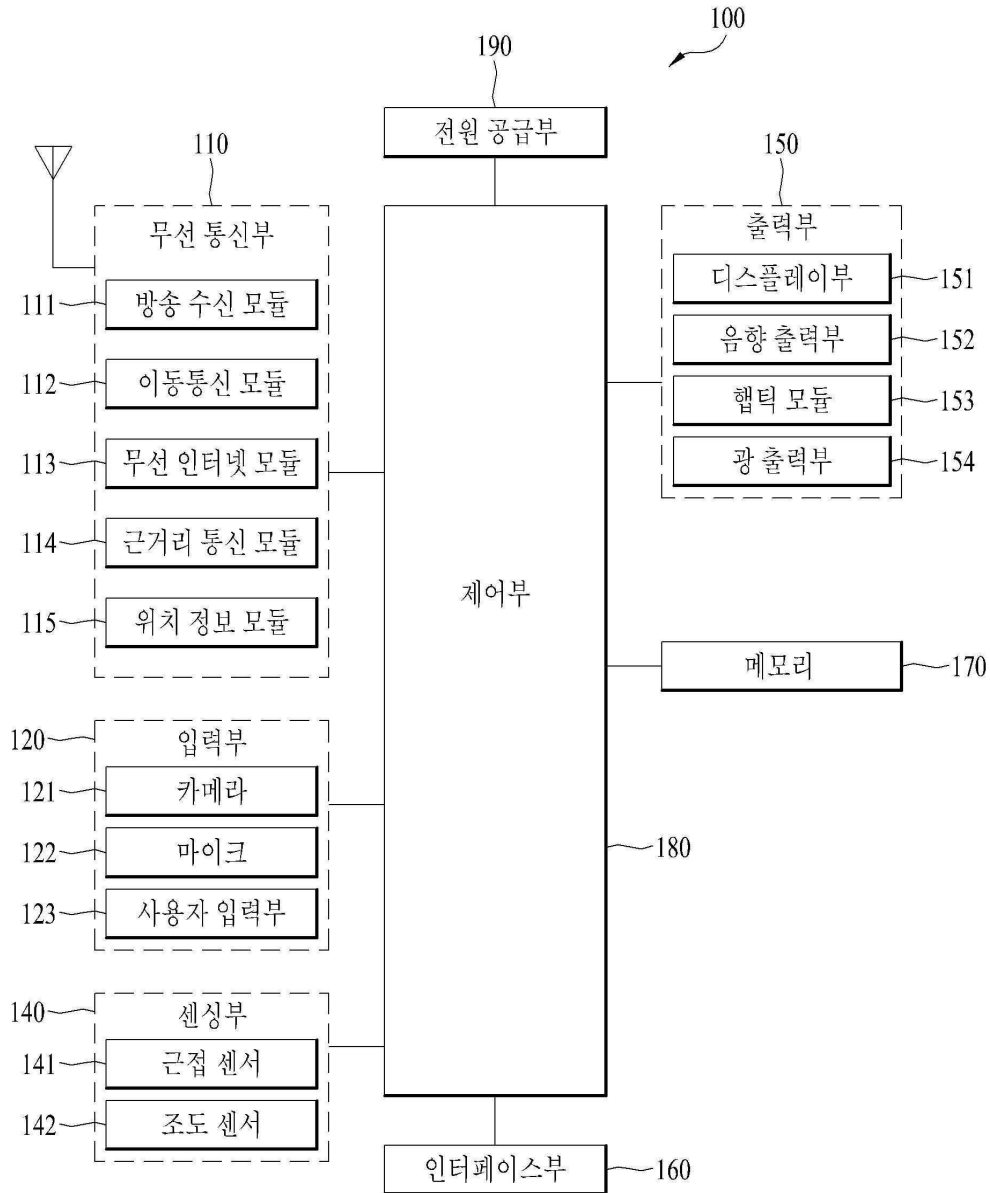 100
190
전원 공급부
110
무선 통신부
111
방송 수신 모듈
112
이동통신 모듈
113
무선 인터넷 모듈
114
근거리 통신 모듈
115
위치 정보 모듈
120
입력부
121
카메라
122
마이크
123
사용자 입력부
140
센싱부
141
근접 센서
142
조도 센서
제어부
180
150
출력부
디스플레이부
151
음향 출력부
152
햅틱 모듈
153
광 출력부
154
메모리
170
인터페이스부
160